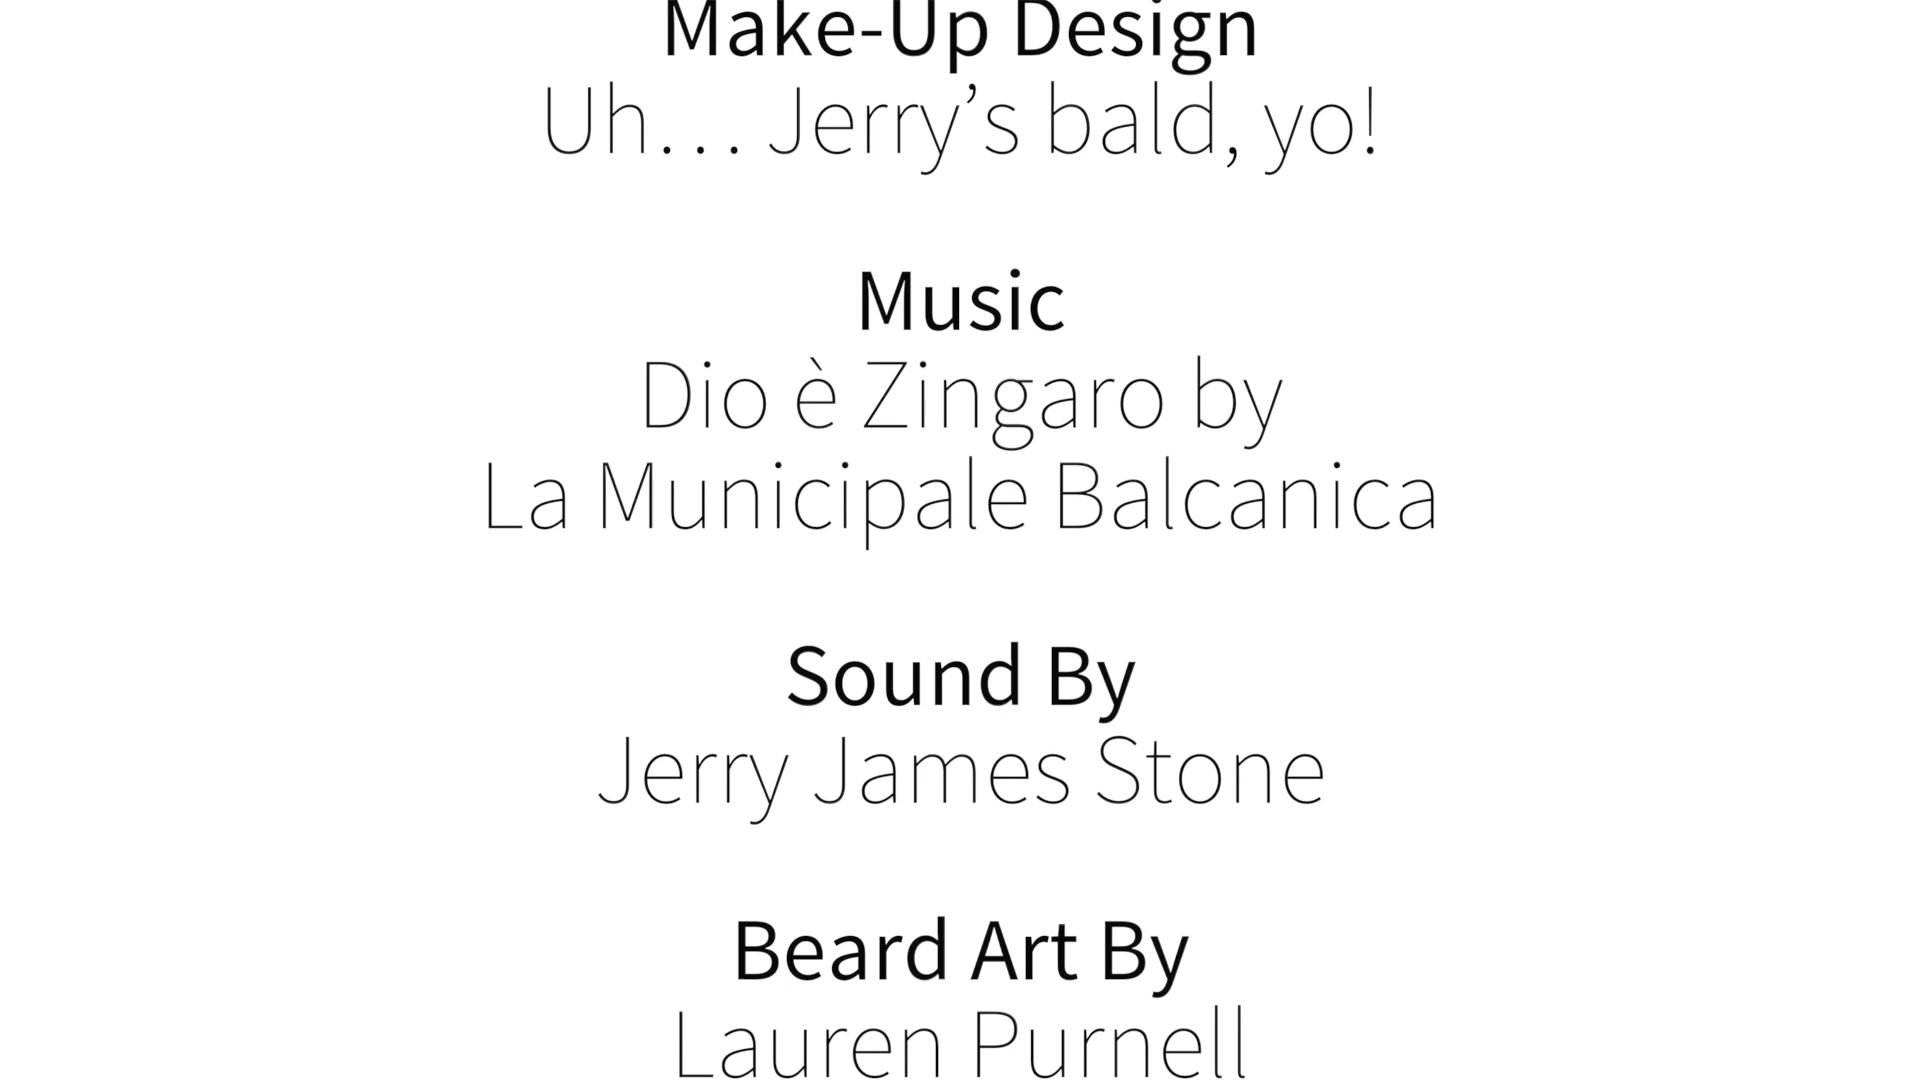 Make-Up Design
Uh… Jerry’s bald, yo!
Music
Dio è Zingaro by
La Municipale Balcanica
Sound By
Jerry James Stone
Beard Art By
Lauren Purnell